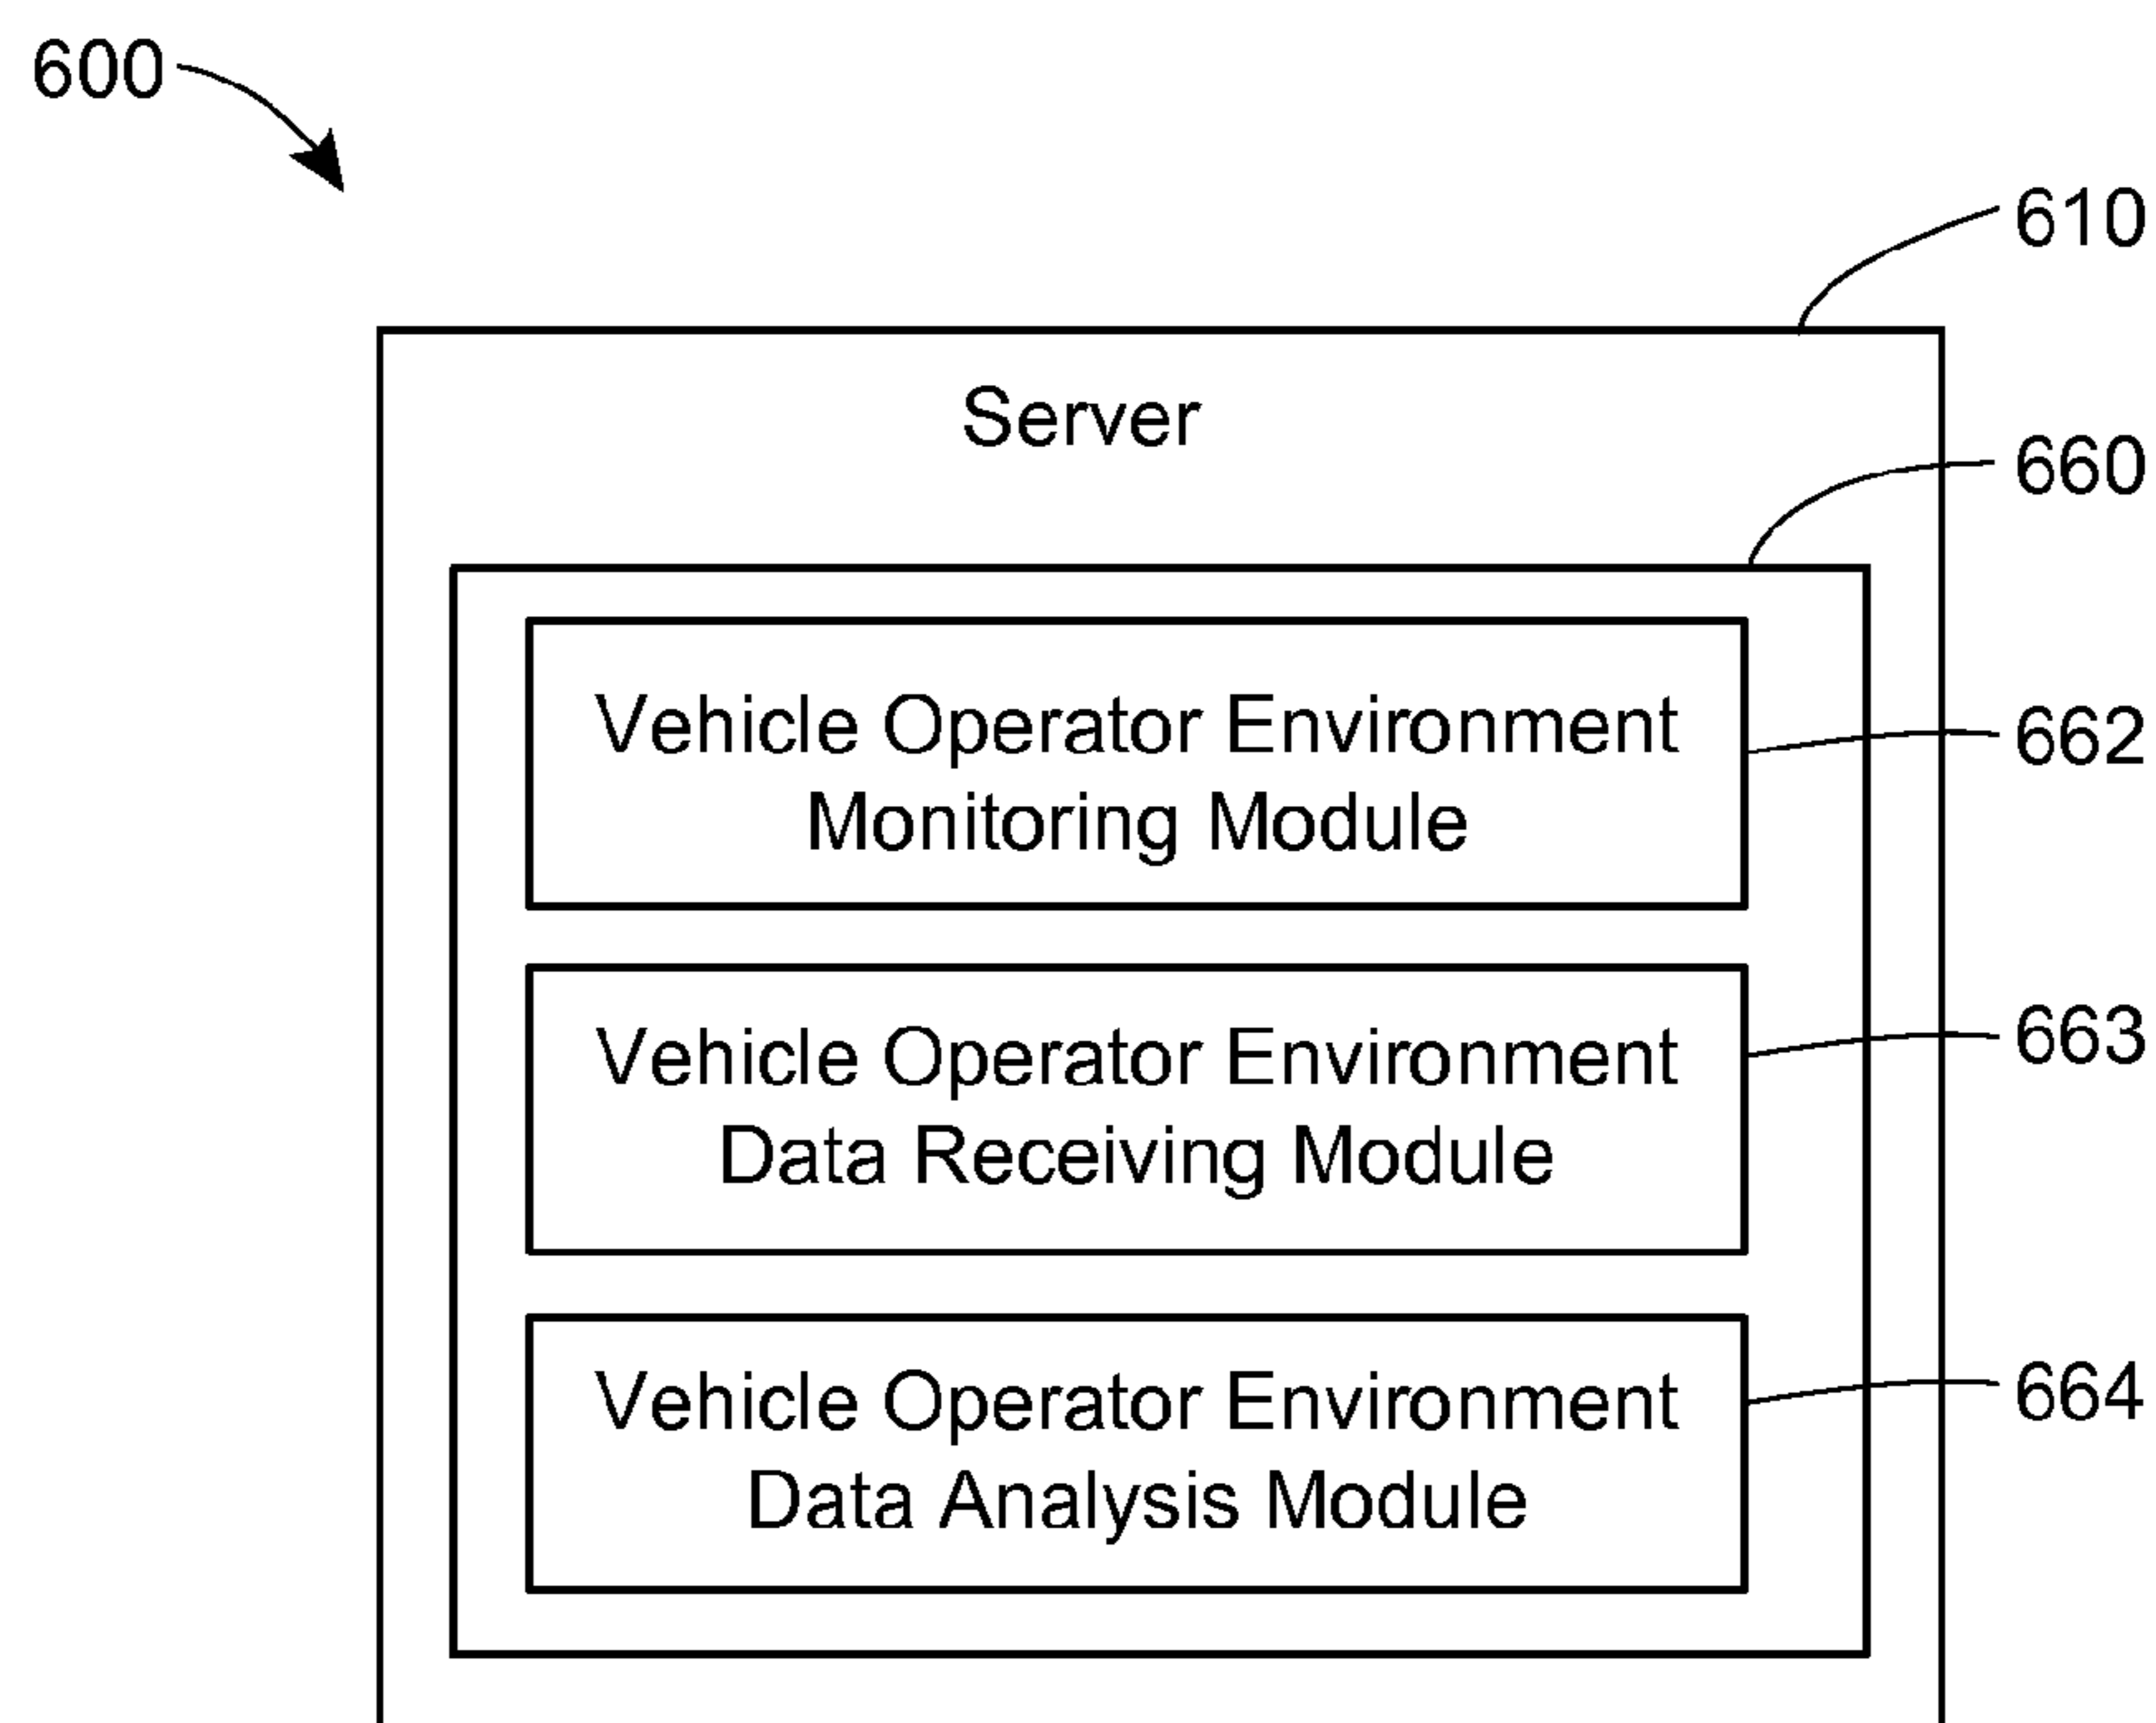 600
610
Server
660
Vehicle Operator Environment
662
Monitoring Module
Vehicle Operator Environment
663
Data Receiving Module
Vehicle Operator Environment
664
Data Analysis Module